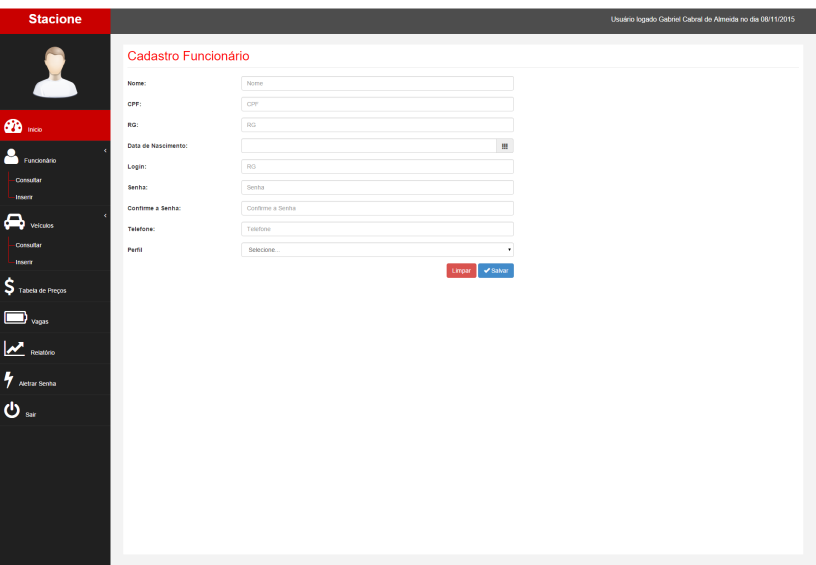 Stacione
Usuário logado Gabriel Cabral de Almeida no dia 08/11/2015
Início
Funcionário
Consultar
Inserir
Veículos
Consultar
Inserir
Tabela de Preços
Vagas
Relatório
Aletrar Senha
Sair
Cadastro Funcionário
Nome: Nome
CPF: CPF
RG: RG
Data de Nascimento:
Login: RG
Senha: Senha
Confirme a Senha: Confirme a Senha
Telefone: Telefone
Perfil Selecione...
Limpar Salvar